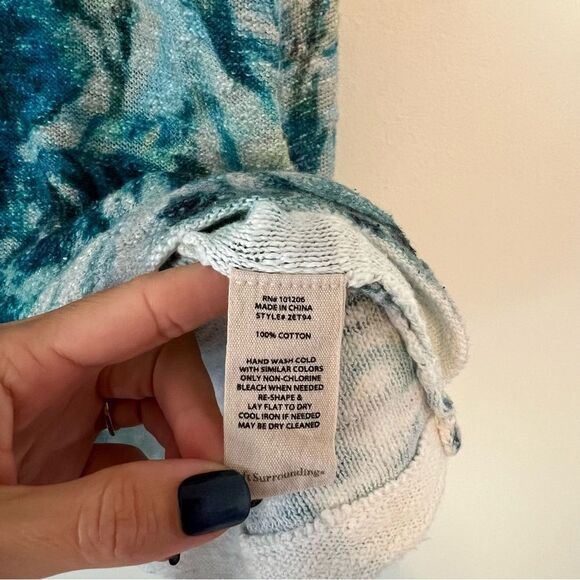 RN# 101206
MADE IN CHINA
STYLE# 2ET94
100% COTTON
HAND WASH COLD
WITH SIMILAR COLORS
ONLY NON-CHLORINE
BLEACH WHEN NEEDED
RE-SHAPE &
LAY FLAT TO DRY
COOL IRON IF NEEDED
MAY BE DRY CLEANED
ft Surroundings